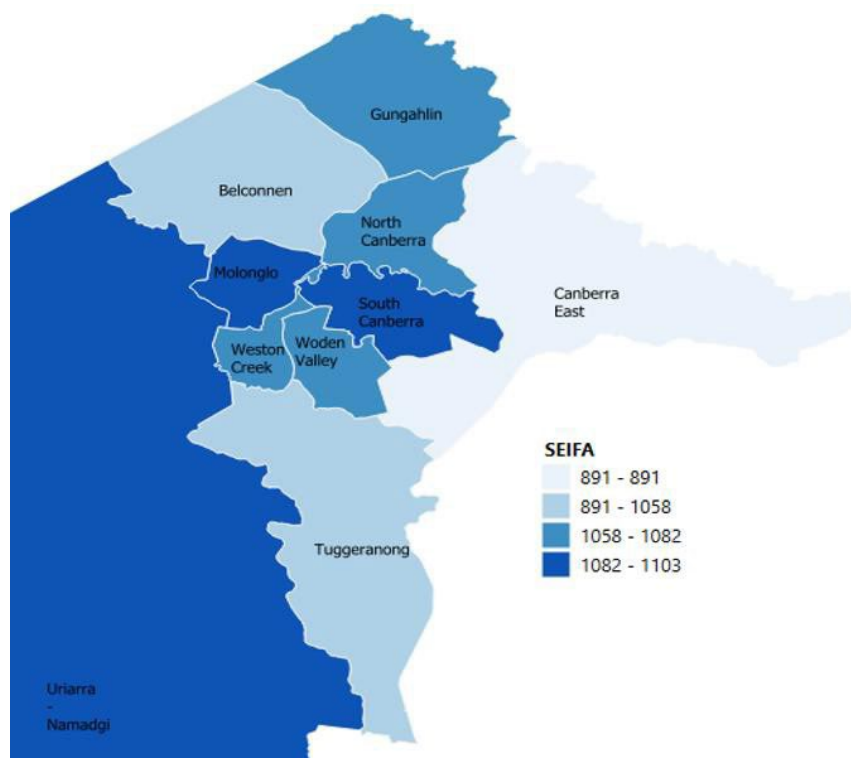 Gungahlin
Belconnen
North
Canberra
Molonglo
South
Canberra
Canberra
East
Weston
Creek
Woden
Valley
SEIFA
891 - 891
891 - 1058
1058 - 1082
1082 - 1103
Tuggeranong
Uriarra
-
Namadgi